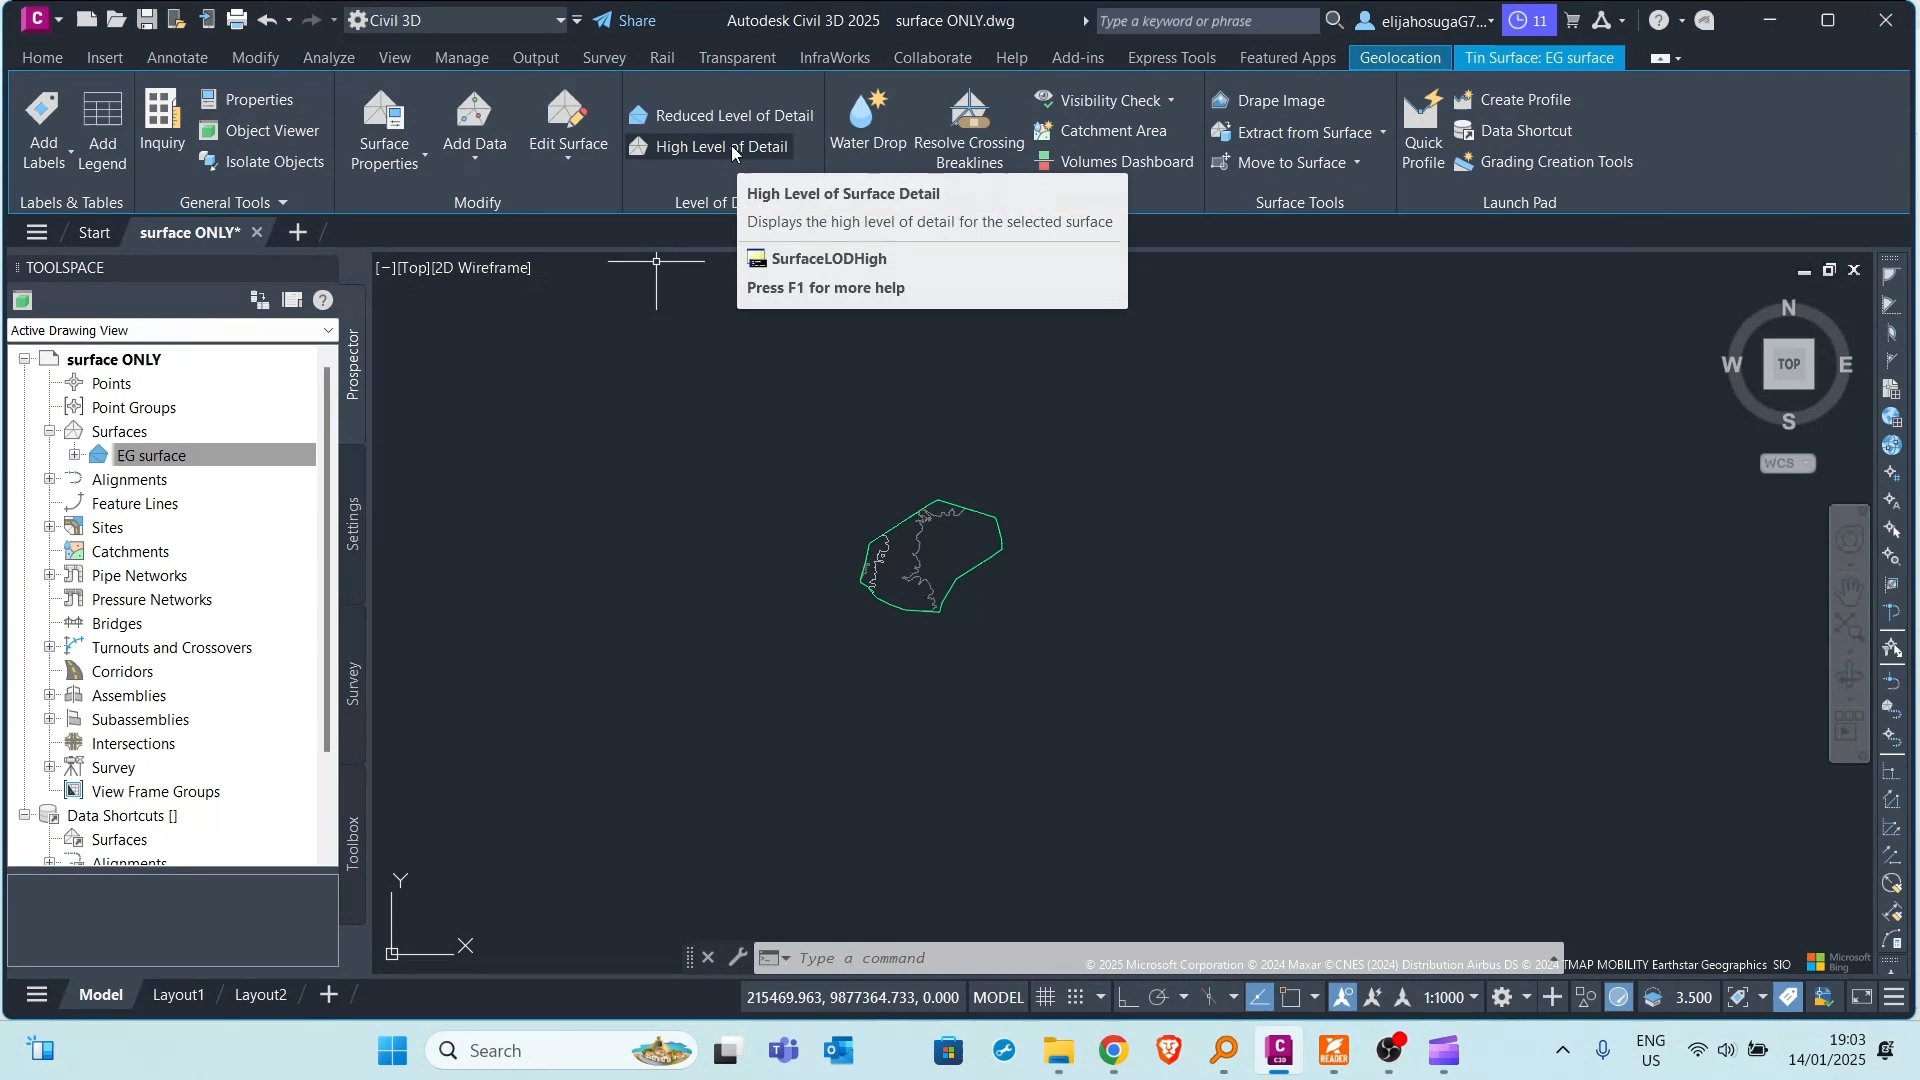 Civil 3D
Share
Autodesk Civil 3D 2025 surface ONLY.dwg
Type a keyword or phrase
elijahosugaG7...
11
Home Insert Annotate Modify Analyze View Manage Output Survey Rail Transparent InfraWorks Collaborate Help Add-ins Express Tools Featured Apps Geolocation Tin Surface: EG surface
Add Labels
Add Legend
Inquiry
Properties
Object Viewer
Isolate Objects
Surface Properties
Add Data
Edit Surface
Reduced Level of Detail
High Level of Detail
Water Drop
Resolve Crossing Breaklines
Visibility Check
Catchment Area
Volumes Dashboard
Drape Image
Extract from Surface
Move to Surface
Quick Profile
Create Profile
Data Shortcut
Grading Creation Tools
Labels & Tables
General Tools
Modify
Level of D
Surface Tools
Launch Pad
High Level of Surface Detail
Displays the high level of detail for the selected surface
SurfaceLODHigh
Press F1 for more help
Start
surface ONLY*
TOOLSPACE
[−][Top][2D Wireframe]
Active Drawing View
surface ONLY
Points
Point Groups
Surfaces
EG surface
Alignments
Feature Lines
Sites
Catchments
Pipe Networks
Pressure Networks
Bridges
Turnouts and Crossovers
Corridors
Assemblies
Subassemblies
Intersections
Survey
View Frame Groups
Data Shortcuts []
Surfaces
Alignments
Prospector
Settings
Survey
Toolbox
N
W
TOP
E
S
WCS
Y
X
Type a command
© 2025 Microsoft Corporation © 2024 Maxar ©CNES (2024) Distribution Airbus DS © 2024 TMAP MOBILITY Earthstar Geographics SIO
Microsoft
Bing
Model
Layout1
Layout2
215469.963, 9877364.733, 0.000
MODEL
1:1000
3.500
Search
READER
C3D
ENG
US
19:03
14/01/2025